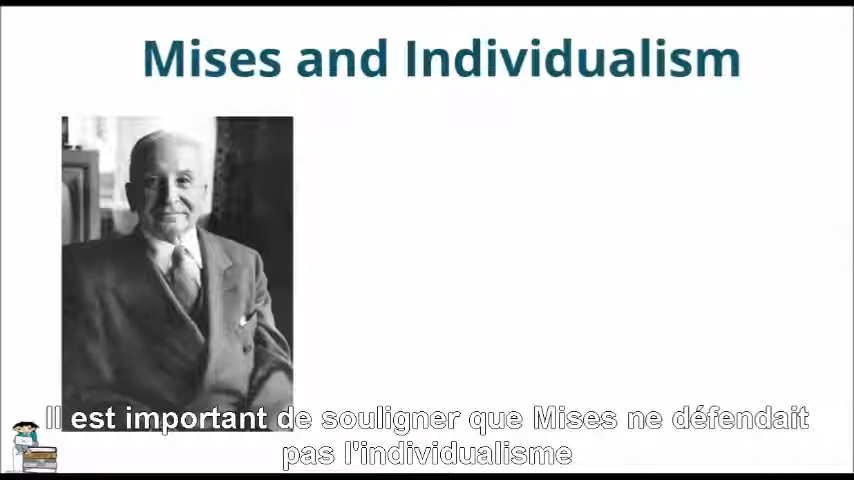 Mises and Individualism
Il est important de souligner que Mises ne défendait
pas l'individualisme